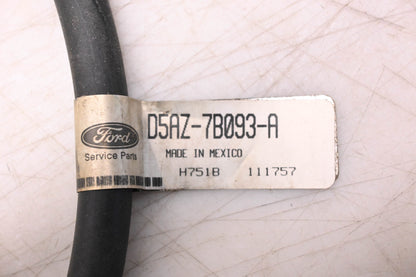 Ford
Service Parts
D5AZ-7B093-A
MADE IN MEXICO
H751B 111757